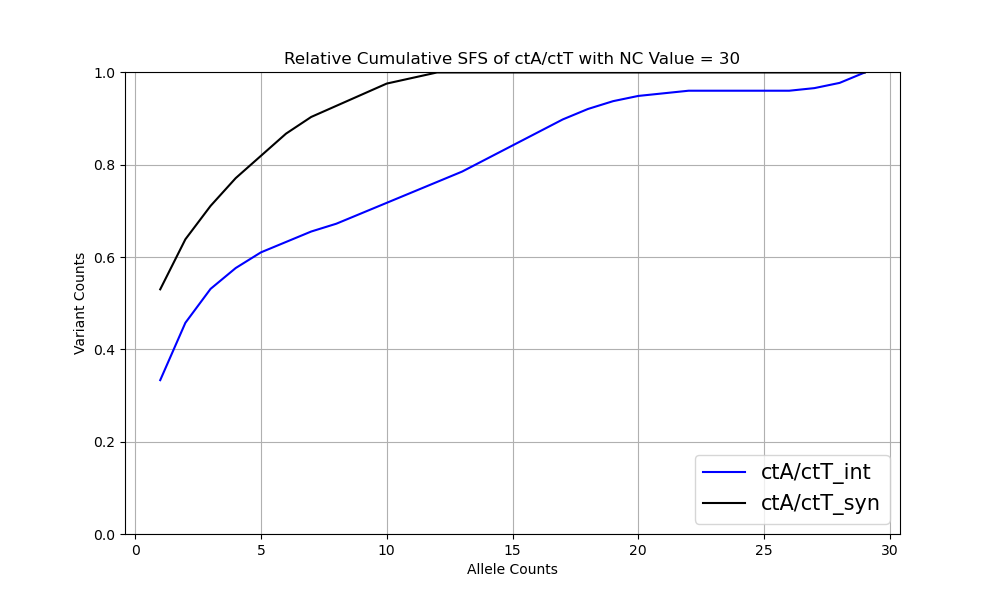 Relative Cumulative SFS of ctA/ctT with NC Value = 30
1.0
0.8
0.6
0.4
0.2
0.0
Variant Counts
0 5 10 15 20 25 30
Allele Counts
ctA/ctT_int
ctA/ctT_syn